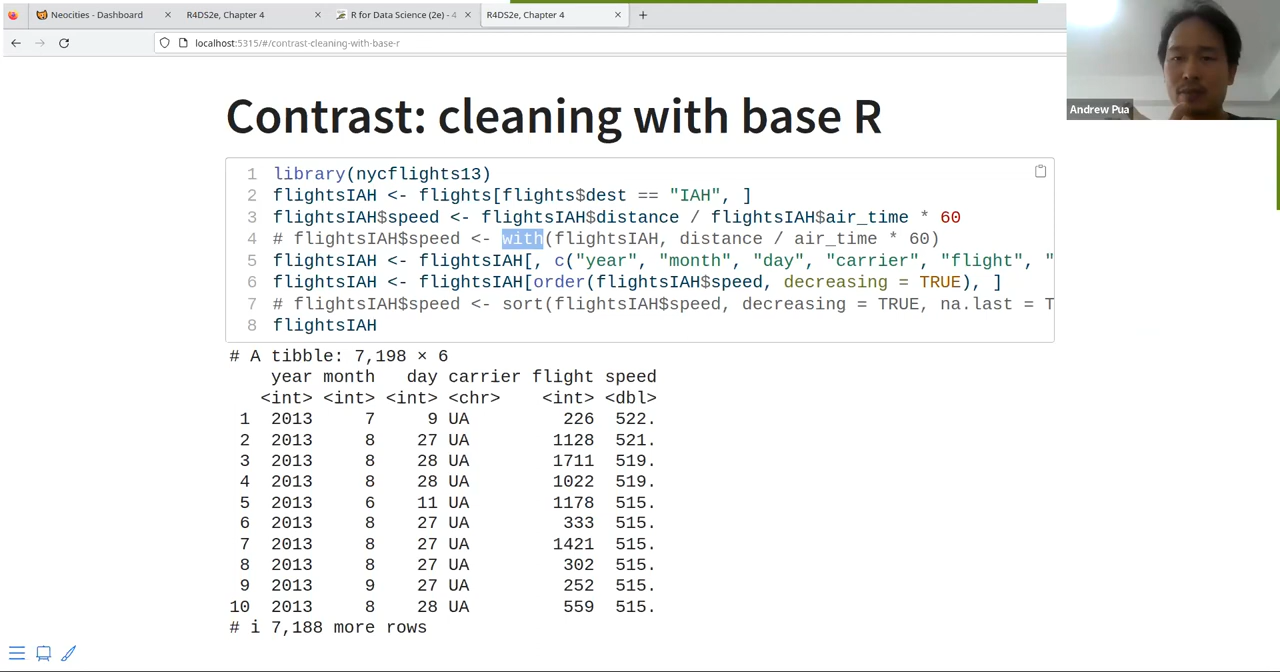 Neocities - Dashboard
R4DS2e, Chapter 4
R for Data Science (2e) - 4
R4DS2e, Chapter 4
localhost:5315/#/contrast-cleaning-with-base-r
Andrew Pua
Contrast: cleaning with base R
1 library(nycflights13)
2 flightsIAH <- flights[flights$dest == "IAH", ]
3 flightsIAH$speed <- flightsIAH$distance / flightsIAH$air_time * 60
4 # flightsIAH$speed <- with(flightsIAH, distance / air_time * 60)
5 flightsIAH <- flightsIAH[, c("year", "month", "day", "carrier", "flight", "
6 flightsIAH <- flightsIAH[order(flightsIAH$speed, decreasing = TRUE), ]
7 # flightsIAH$speed <- sort(flightsIAH$speed, decreasing = TRUE, na.last = T
8 flightsIAH
# A tibble: 7,198 × 6
year month day carrier flight speed
<int> <int> <int> <chr> <int> <dbl>
1 2013 7 9 UA 226 522.
2 2013 8 27 UA 1128 521.
3 2013 8 28 UA 1711 519.
4 2013 8 28 UA 1022 519.
5 2013 6 11 UA 1178 515.
6 2013 8 27 UA 333 515.
7 2013 8 27 UA 1421 515.
8 2013 8 27 UA 302 515.
9 2013 9 27 UA 252 515.
10 2013 8 28 UA 559 515.
# i 7,188 more rows